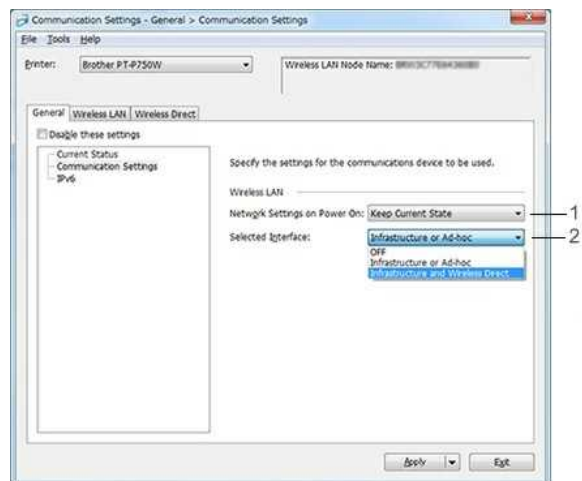 Communication Settings - General > Communication Settings
File Tools Help
Printer: Brother PT-P750W
Wireless LAN Node Name:
General Wireless LAN Wireless Direct
Disable these settings
Current Status
Communication Settings
IPv6
Specify the settings for the communications device to be used.
Wireless LAN
Network Settings on Power On: Keep Current State 1
Selected Interface: Infrastructure or Ad-hoc 2
OFF
Infrastructure or Ad-hoc
Infrastructure and Wireless Direct
Apply Exit